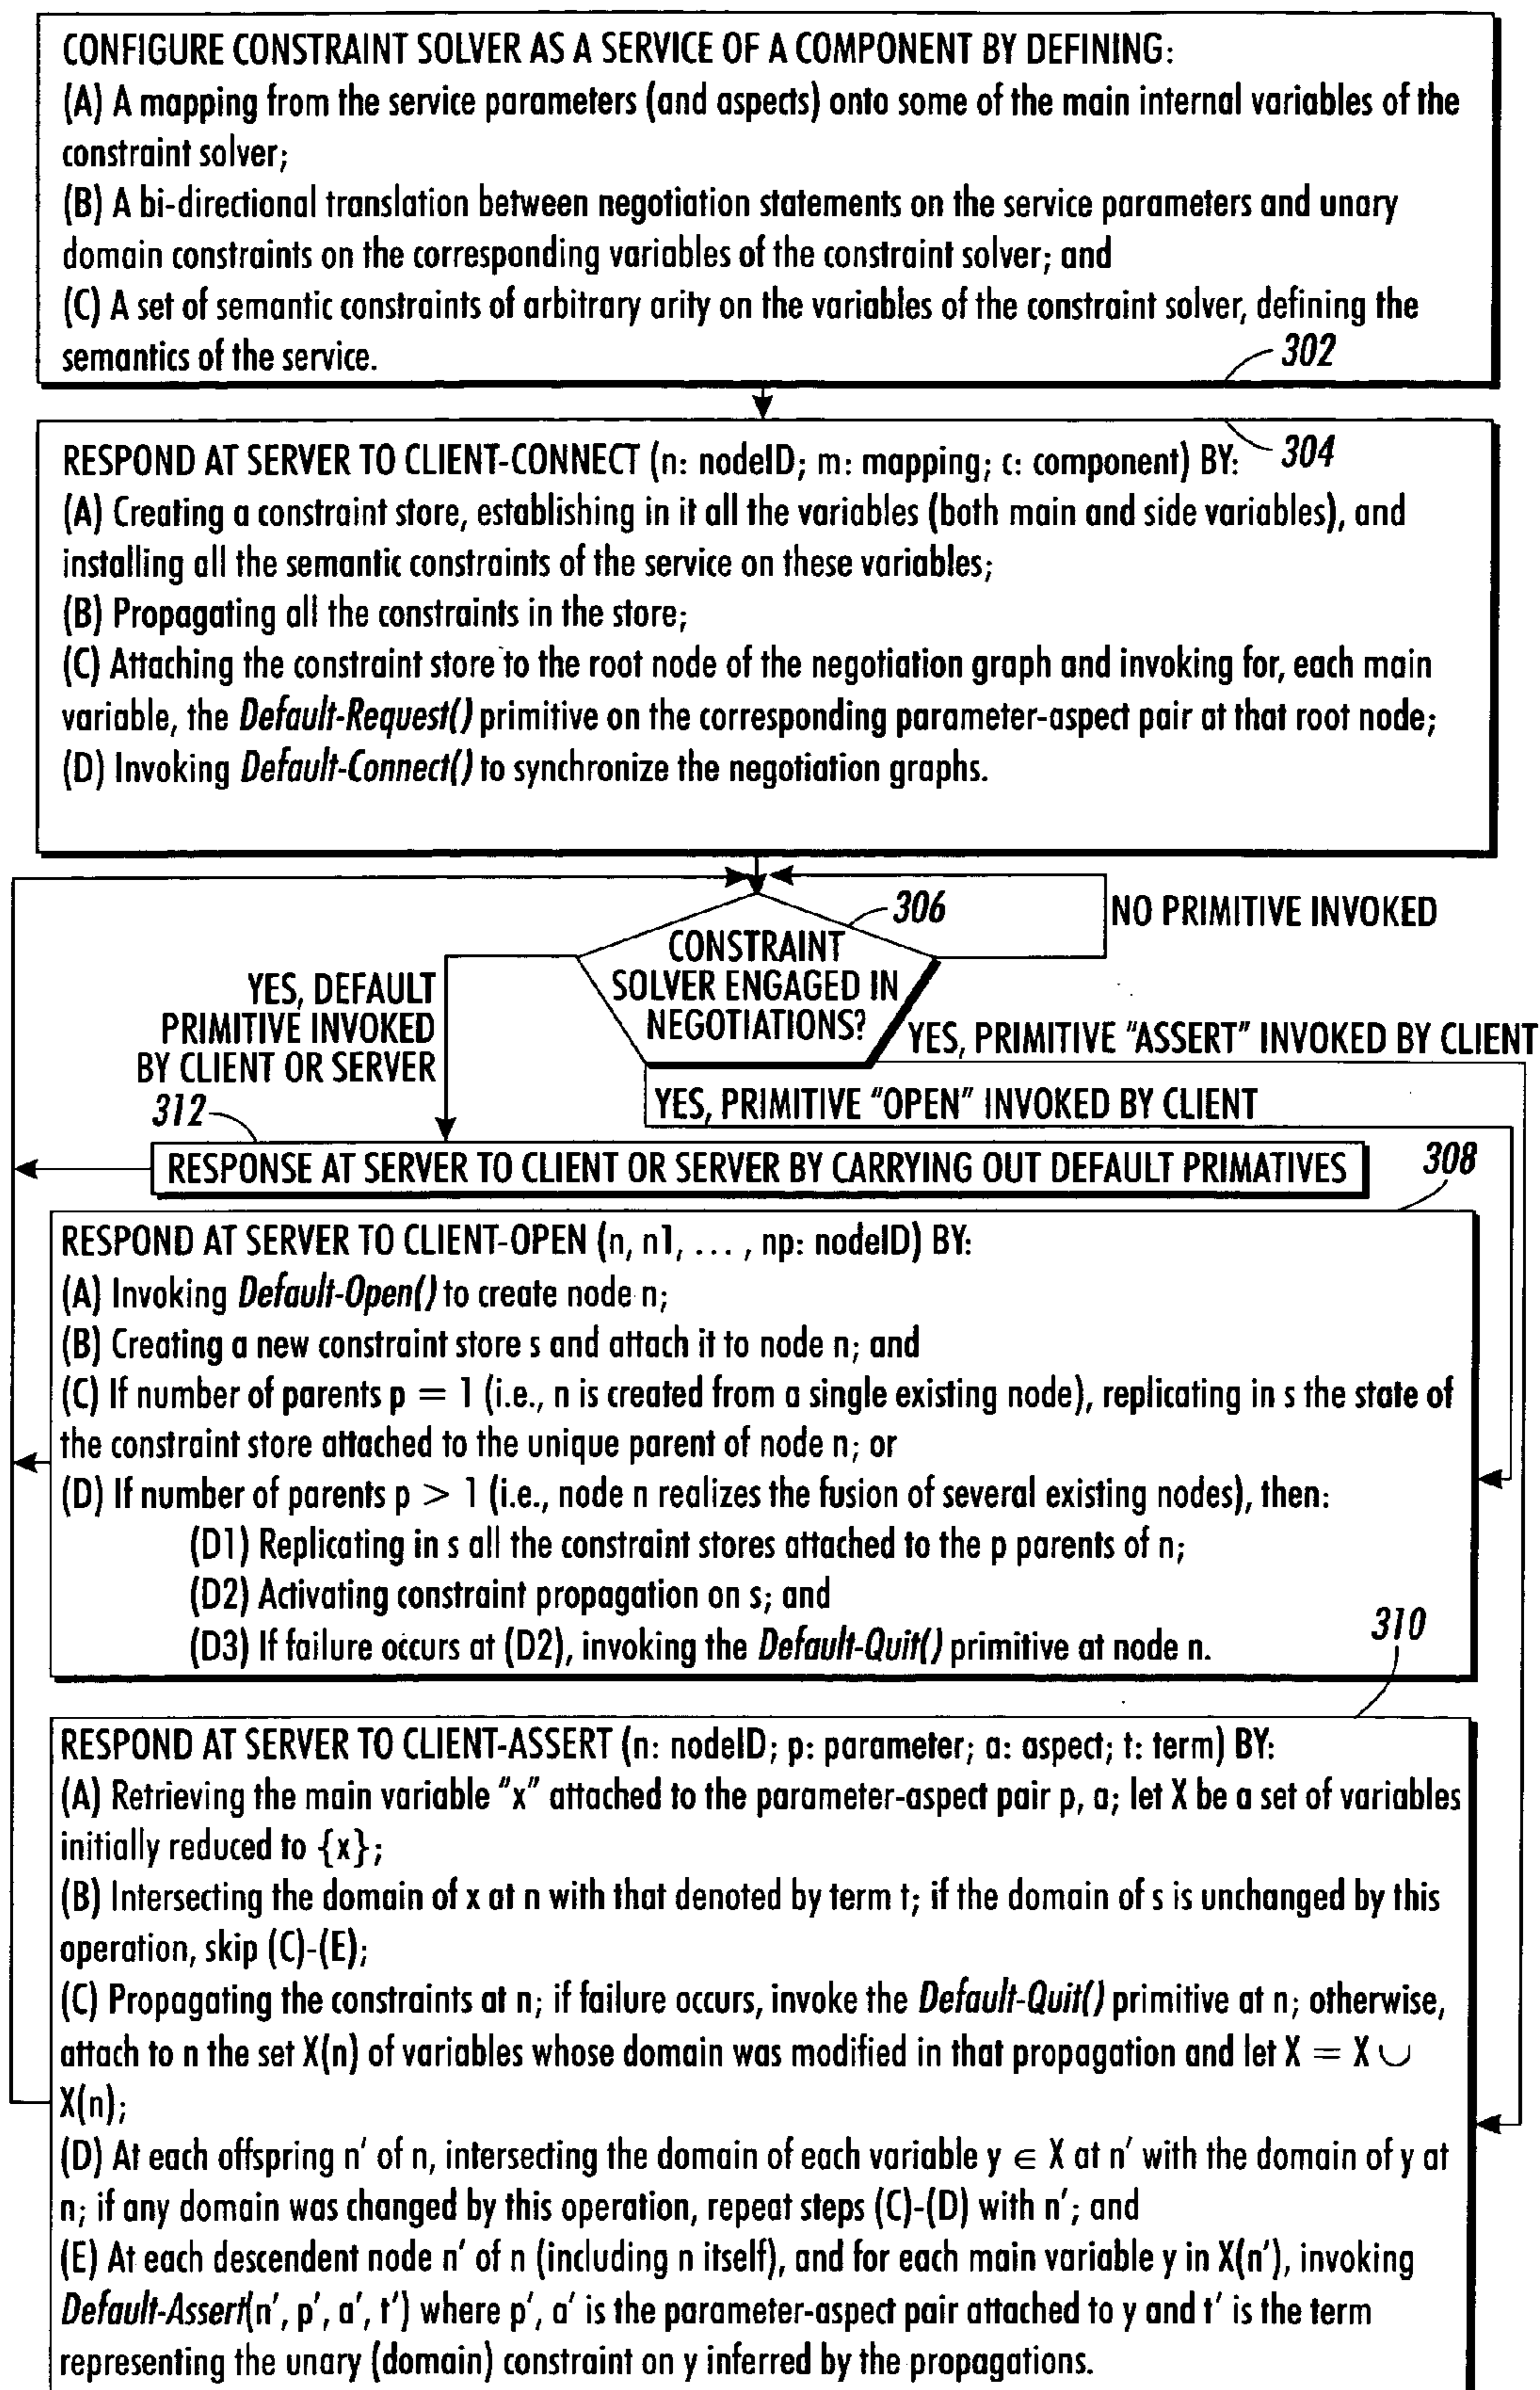 CONFIGURE CONSTRAINT SOLVER AS A SERVICE OF A COMPONENT BY DEFINING:
(A) A mapping from the service parameters (and aspects) onto some of the main internal variables of the
constraint solver;
(B) A bi-directional translation between negotiation statements on the service parameters and unary
domain constraints on the corresponding variables of the constraint solver; and
(C) A set of semantic constraints of arbitrary arity on the variables of the constraint solver, defining the
semantics of the service.
302
RESPOND AT SERVER TO CLIENT-CONNECT (n: nodeID; m: mapping; c: component) BY:
304
(A) Creating a constraint store, establishing in it all the variables (both main and side variables), and
installing all the semantic constraints of the service on these variables;
(B) Propagating all the constraints in the store;
(C) Attaching the constraint store to the root node of the negotiation graph and invoking for, each main
variable, the Default-Request() primitive on the corresponding parameter-aspect pair at that root node;
(D) Invoking Default-Connect() to synchronize the negotiation graphs.
306
NO PRIMITIVE INVOKED
CONSTRAINT
SOLVER ENGAGED IN
NEGOTIATIONS?
YES, DEFAULT
PRIMITIVE INVOKED
BY CLIENT OR SERVER
YES, PRIMITIVE "ASSERT" INVOKED BY CLIENT
YES, PRIMITIVE "OPEN" INVOKED BY CLIENT
312
RESPONSE AT SERVER TO CLIENT OR SERVER BY CARRYING OUT DEFAULT PRIMATIVES
308
RESPOND AT SERVER TO CLIENT-OPEN (n, n1, ... , np: nodeID) BY:
(A) Invoking Default-Open() to create node n;
(B) Creating a new constraint store s and attach it to node n; and
(C) If number of parents p = 1 (i.e., n is created from a single existing node), replicating in s the state of
the constraint store attached to the unique parent of node n; or
(D) If number of parents p > 1 (i.e., node n realizes the fusion of several existing nodes), then:
(D1) Replicating in s all the constraint stores attached to the p parents of n;
(D2) Activating constraint propagation on s; and
(D3) If failure occurs at (D2), invoking the Default-Quit() primitive at node n.
310
RESPOND AT SERVER TO CLIENT-ASSERT (n: nodeID; p: parameter; a: aspect; t: term) BY:
(A) Retrieving the main variable "x" attached to the parameter-aspect pair p, a; let X be a set of variables
initially reduced to {x};
(B) Intersecting the domain of x at n with that denoted by term t; if the domain of s is unchanged by this
operation, skip (C)-(E);
(C) Propagating the constraints at n; if failure occurs, invoke the Default-Quit() primitive at n; otherwise,
attach to n the set X(n) of variables whose domain was modified in that propagation and let X = X ∪
X(n);
(D) At each offspring n' of n, intersecting the domain of each variable y ∈ X at n' with the domain of y at
n; if any domain was changed by this operation, repeat steps (C)-(D) with n'; and
(E) At each descendent node n' of n (including n itself), and for each main variable y in X(n'), invoking
Default-Assert(n', p', a', t') where p', a' is the parameter-aspect pair attached to y and t' is the term
representing the unary (domain) constraint on y inferred by the propagations.